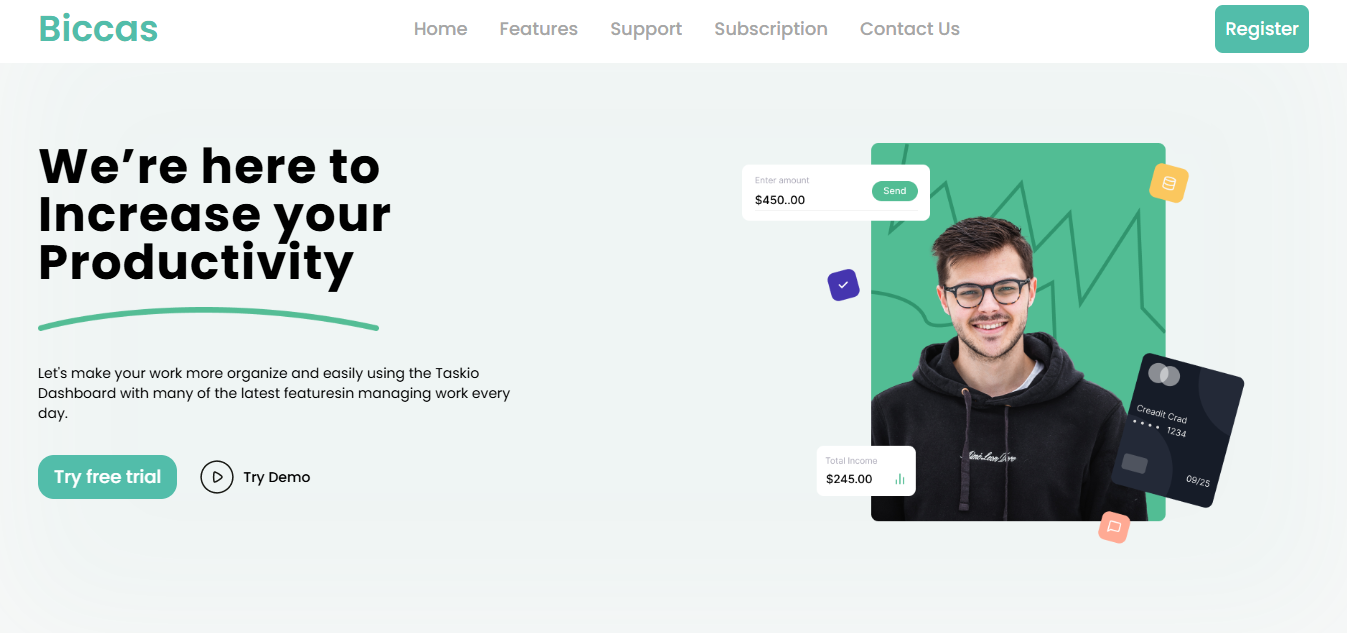 Biccas
Home Features Support Subscription Contact Us
Register
We’re here to
Increase your
Productivity
Let's make your work more organize and easily using the Taskio
Dashboard with many of the latest featuresin managing work every
day.
Try free trial
Try Demo
Enter amount
$450..00
Send
Creadit Crad
1234
09/25
Total Income
$245.00